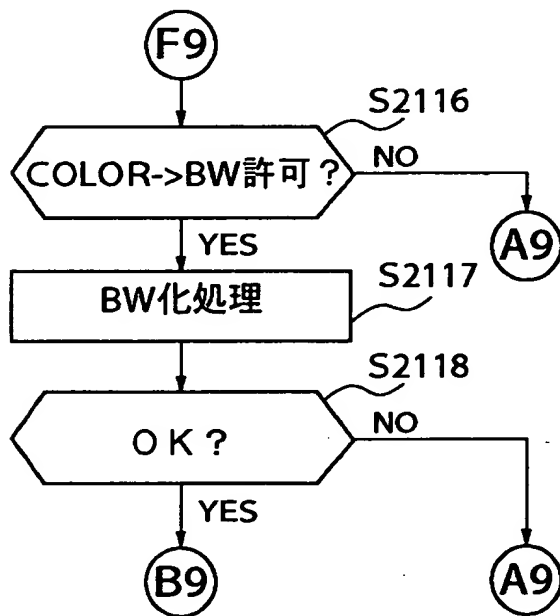 F9
S2116
COLOR->BW許可？
NO
YES
A9
BW化処理
S2117
S2118
OK？
NO
YES
B9
A9